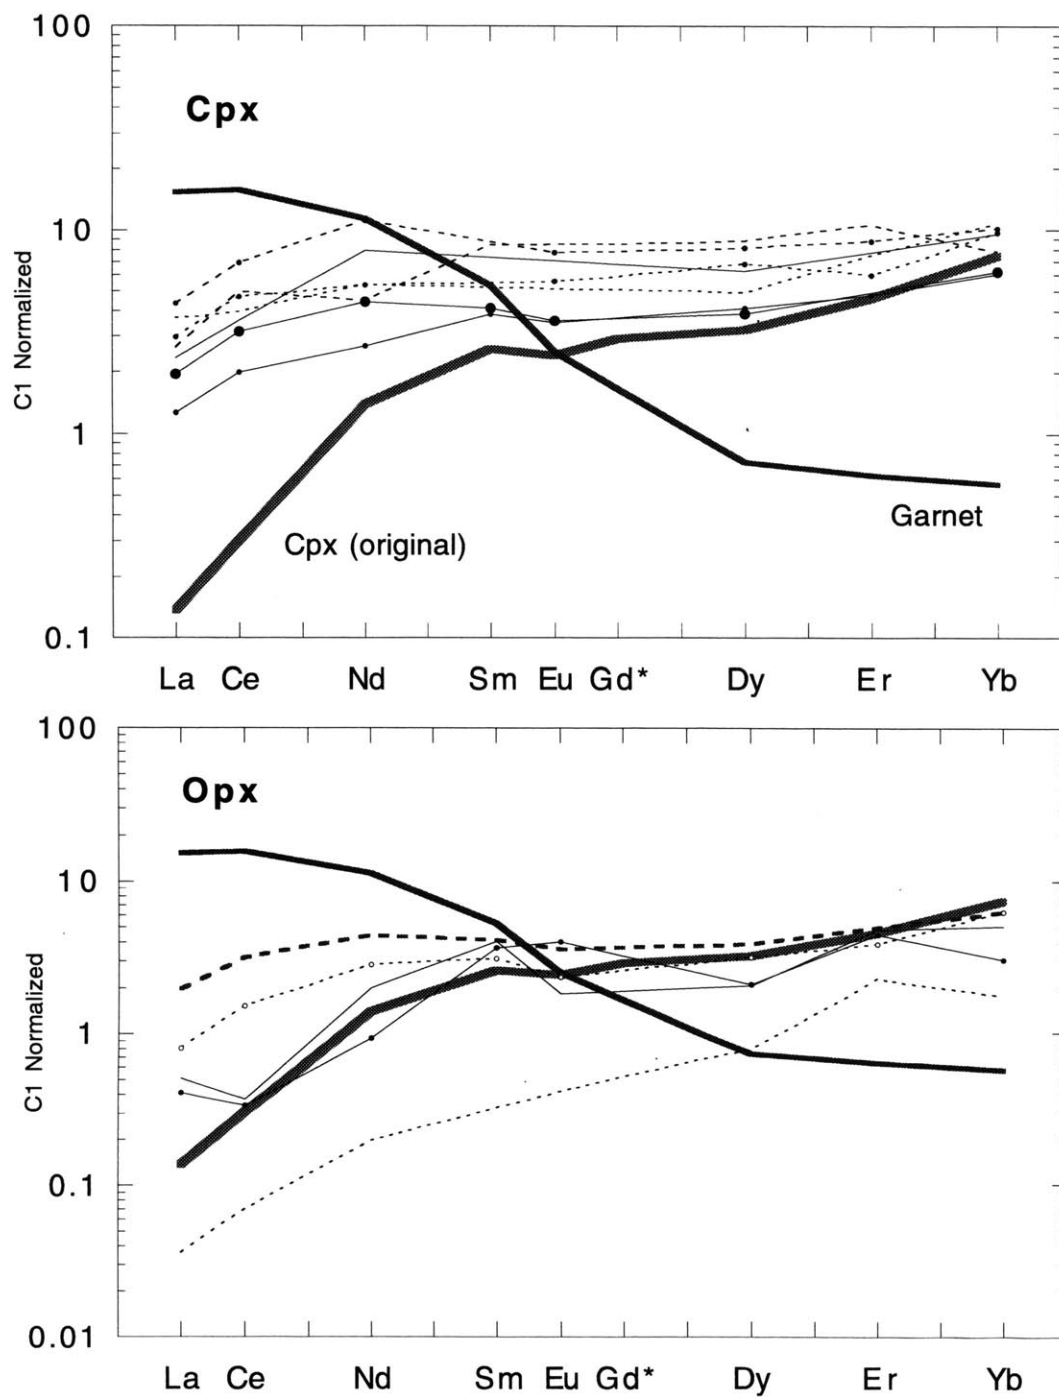 100
Cpx
10
C1 Normalized
1
Garnet
Cpx (original)
0.1
La Ce Nd Sm Eu Gd* Dy Er Yb
100
Opx
10
C1 Normalized
1
0.1
0.01
La Ce Nd Sm Eu Gd* Dy Er Yb